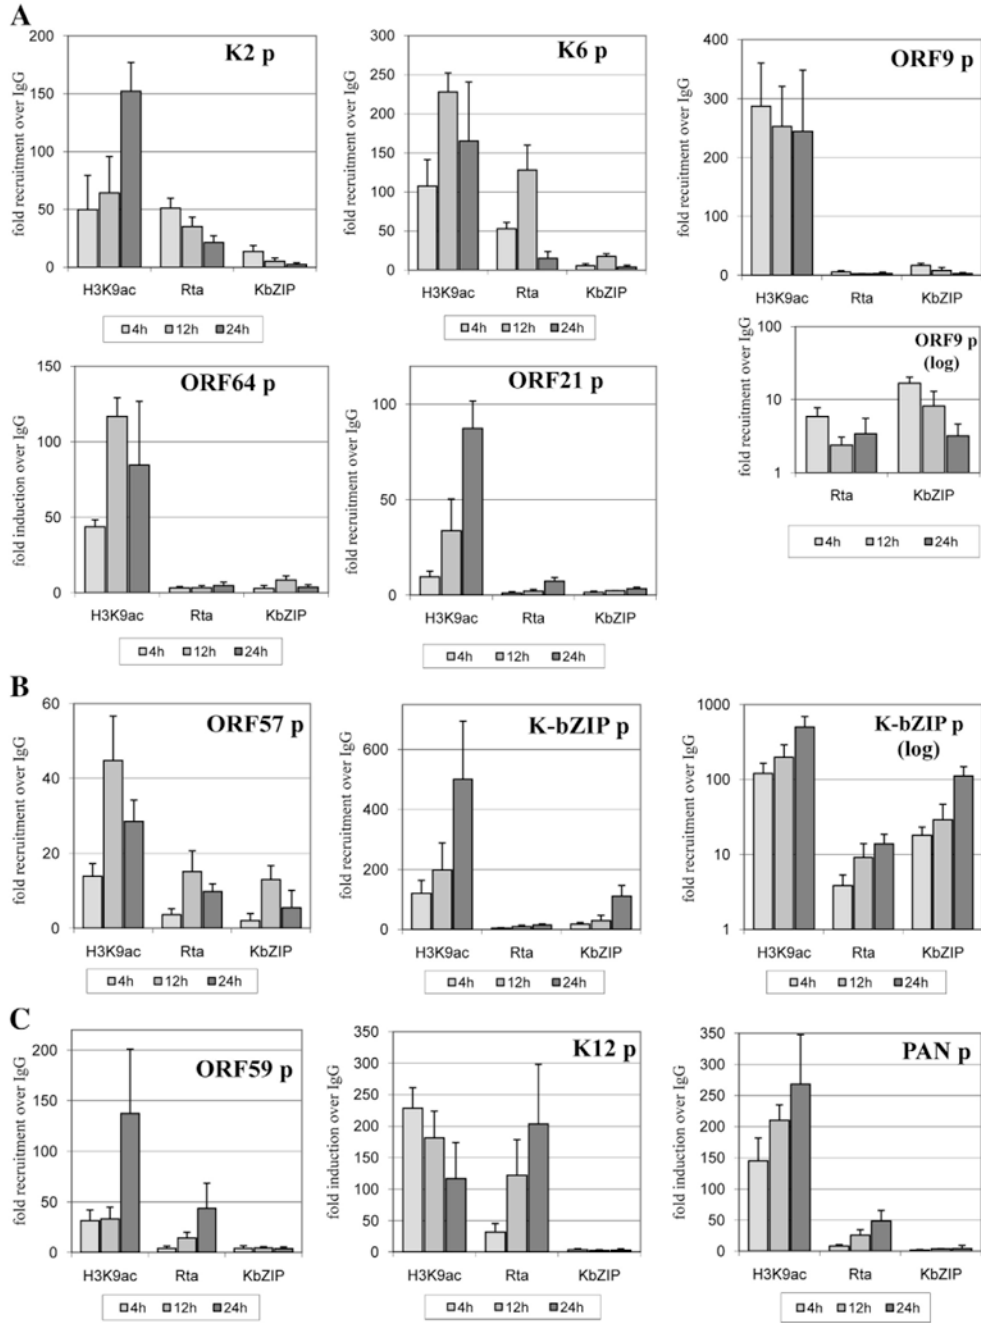 A
K2 p
fold recruitment over IgG
200
150
100
50
0
H3K9ac Rta KbZIP
4h 12h 24h
K6 p
fold recruitment over IgG
300
250
200
150
100
50
0
H3K9ac Rta KbZIP
4h 12h 24h
ORF9 p
fold recruitment over IgG
400
300
200
100
0
H3K9ac Rta KbZIP
ORF64 p
fold induction over IgG
150
100
50
0
H3K9ac Rta KbZIP
4h 12h 24h
ORF21 p
fold recruitment over IgG
100
50
0
H3K9ac Rta KbZIP
4h 12h 24h
ORF9 p
(log)
fold recruitment over IgG
100
10
1
Rta KbZIP
4h 12h 24h
B
ORF57 p
fold recruitment over IgG
60
40
20
0
H3K9ac Rta KbZIP
4h 12h 24h
K-bZIP p
fold recruitment over IgG
600
400
200
0
H3K9ac Rta KbZIP
4h 12h 24h
K-bZIP p
(log)
fold recruitment over IgG
1000
100
10
1
H3K9ac Rta KbZIP
4h 12h 24h
C
ORF59 p
fold recruitment over IgG
200
150
100
50
0
H3K9ac Rta KbZIP
4h 12h 24h
K12 p
fold induction over IgG
350
300
250
200
150
100
50
0
H3K9ac Rta KbZIP
4h 12h 24h
PAN p
fold induction over IgG
350
300
250
200
150
100
50
0
H3K9ac Rta KbZIP
4h 12h 24h